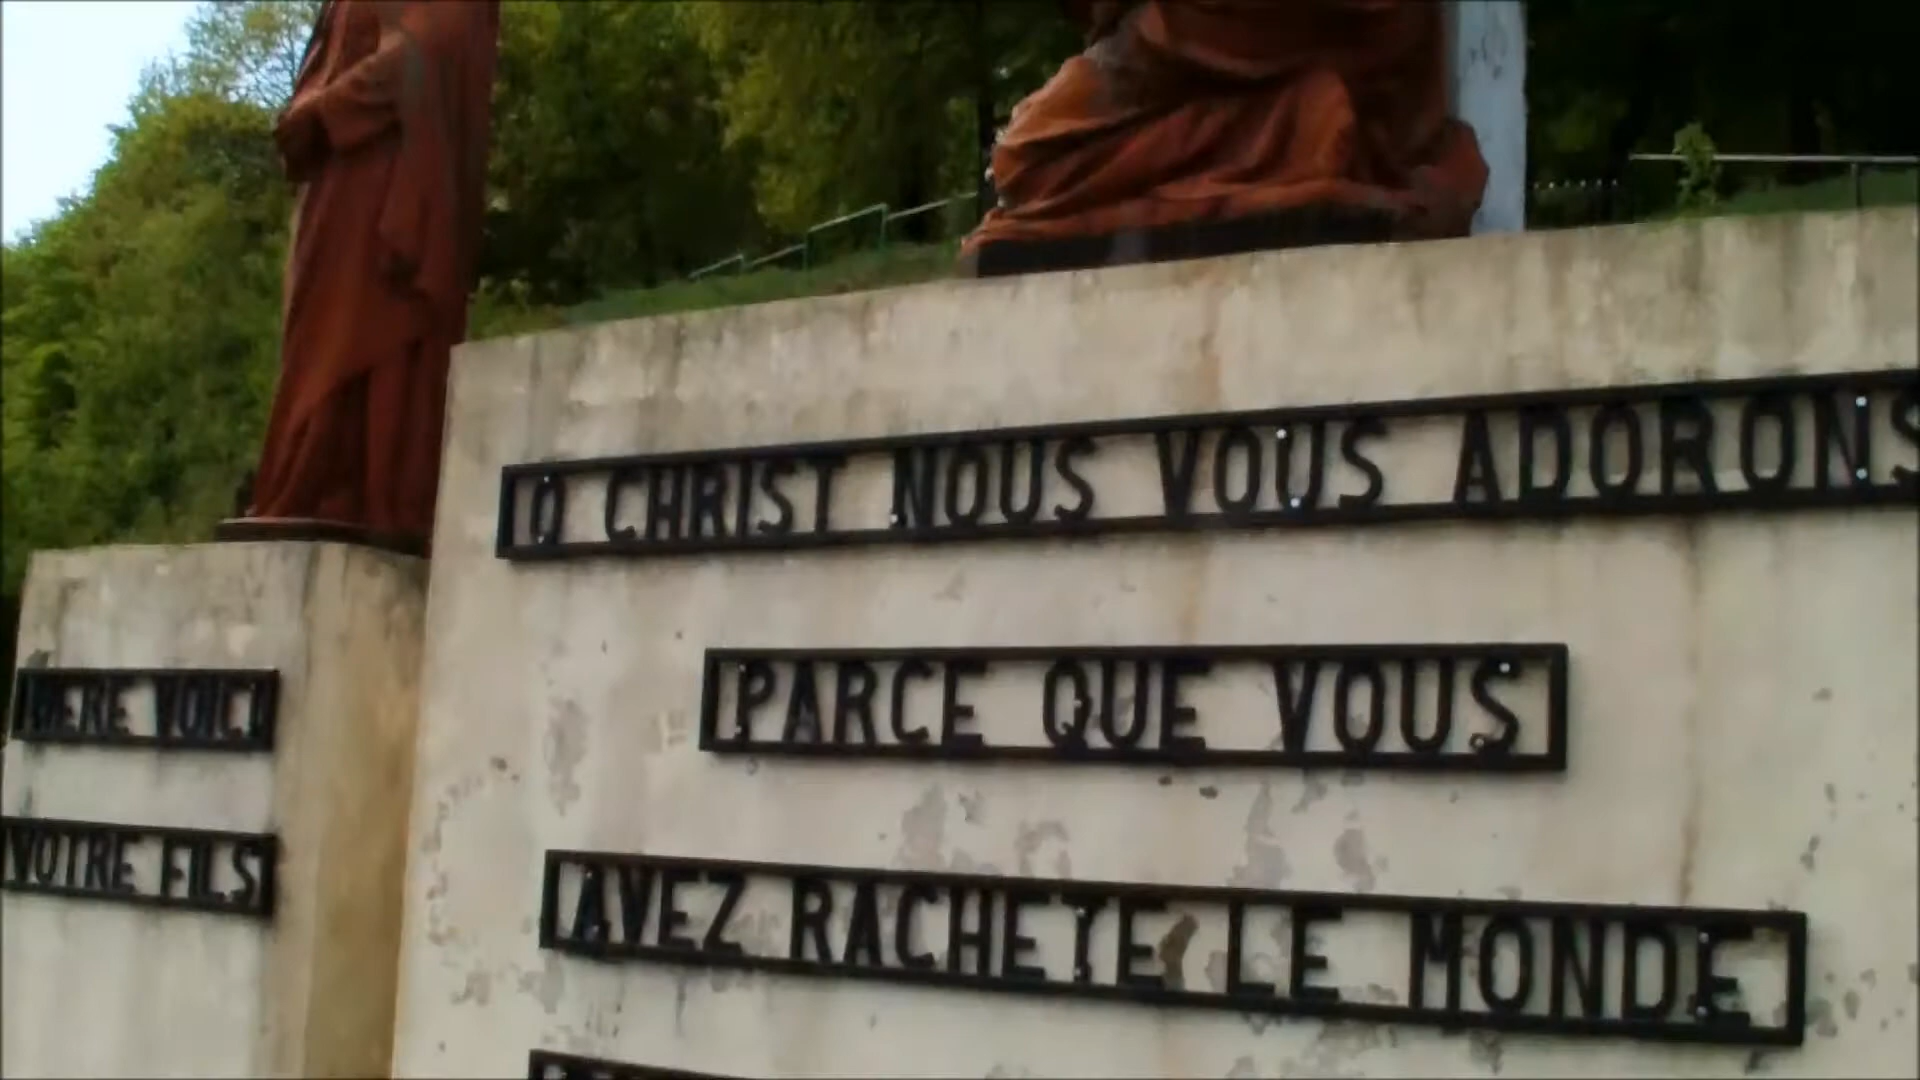 MERE VOICI
VOTRE FILS
O CHRIST NOUS VOUS ADORONS
PARCE QUE VOUS
AVEZ RACHETE LE MONDE